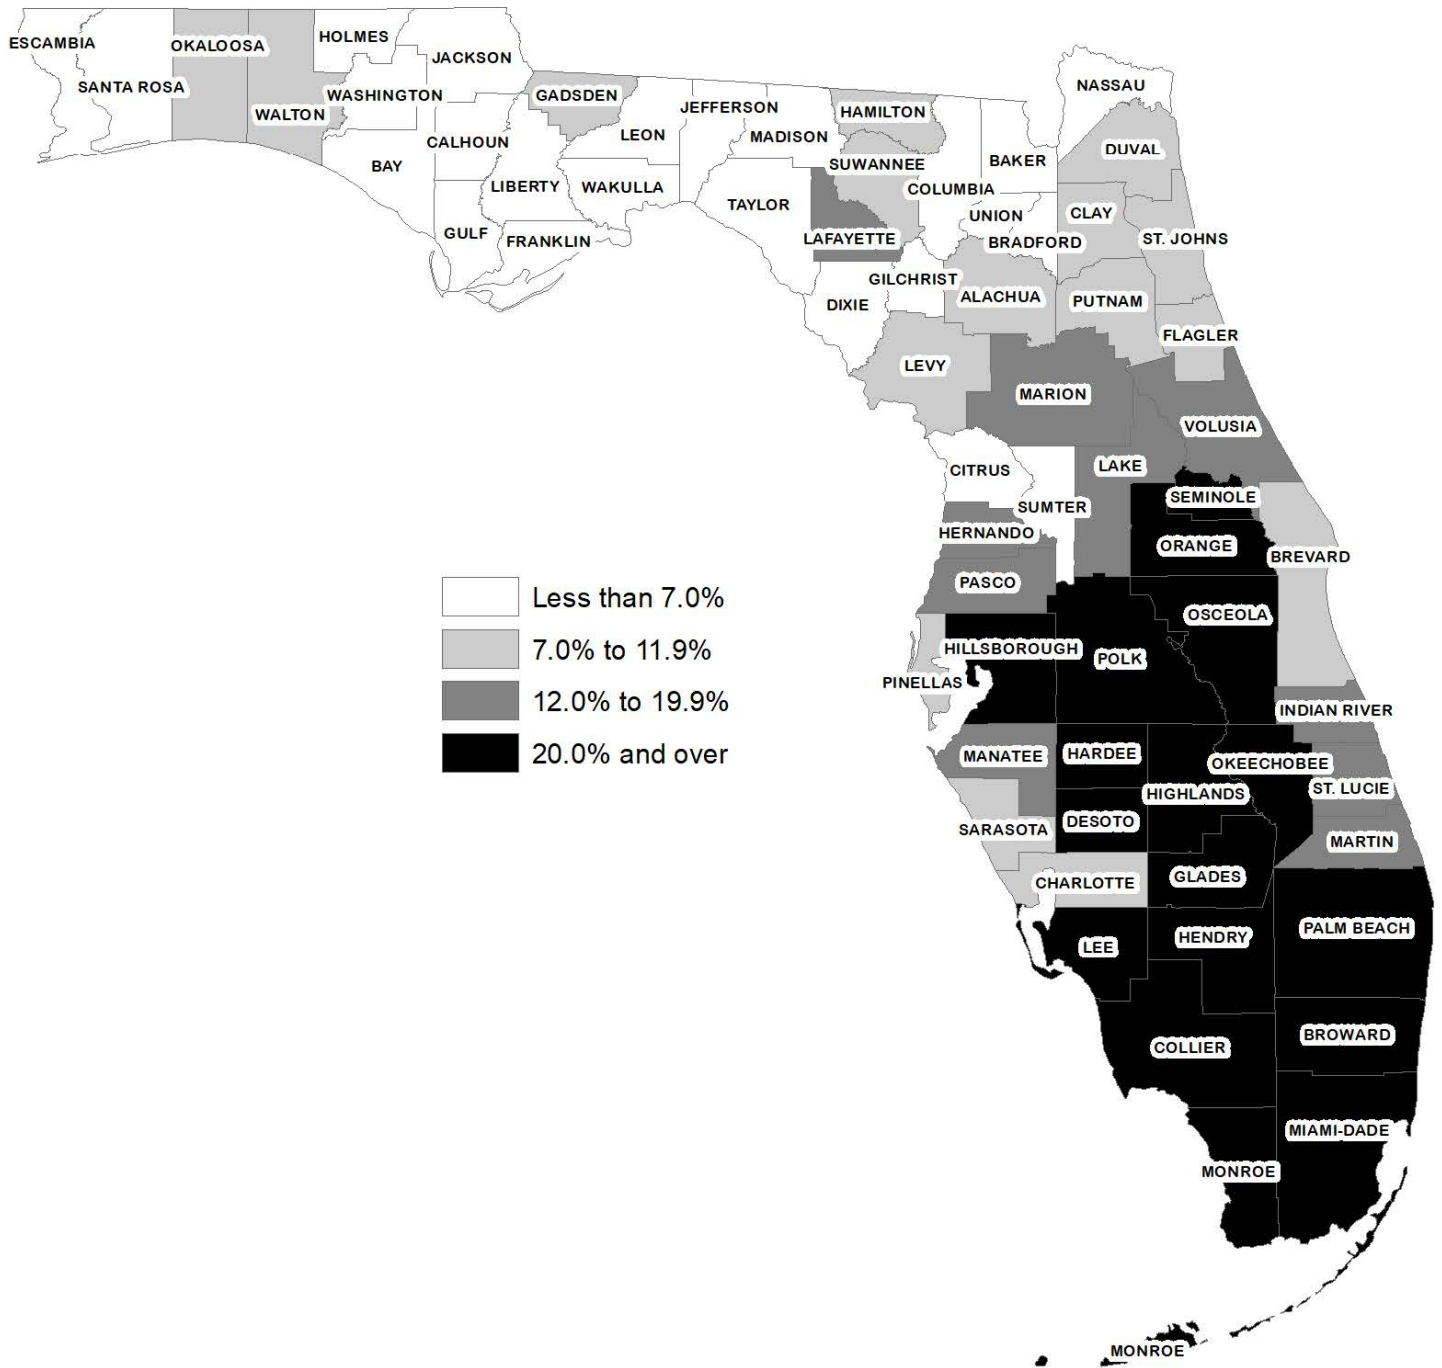 ESCAMBIA
SANTA ROSA
OKALOOSA
WALTON
HOLMES
WASHINGTON
JACKSON
BAY
CALHOUN
GULF
LIBERTY
FRANKLIN
GADSDEN
LEON
WAKULLA
JEFFERSON
MADISON
TAYLOR
HAMILTON
SUWANNEE
LAFAYETTE
DIXIE
COLUMBIA
GILCHRIST
BAKER
UNION
BRADFORD
ALACHUA
NASSAU
DUVAL
CLAY
ST. JOHNS
PUTNAM
FLAGLER
LEVY
MARION
VOLUSIA
CITRUS
LAKE
SUMTER
SEMINOLE
HERNANDO
ORANGE
BREVARD
PASCO
OSCEOLA
HILLSBOROUGH
POLK
PINELLAS
INDIAN RIVER
MANATEE
HARDEE
OKEECHOBEE
HIGHLANDS
ST. LUCIE
SARASOTA
DESOTO
MARTIN
CHARLOTTE
GLADES
LEE
HENDRY
PALM BEACH
COLLIER
BROWARD
MIAMI-DADE
MONROE
MONROE
Less than 7.0%
7.0% to 11.9%
12.0% to 19.9%
20.0% and over